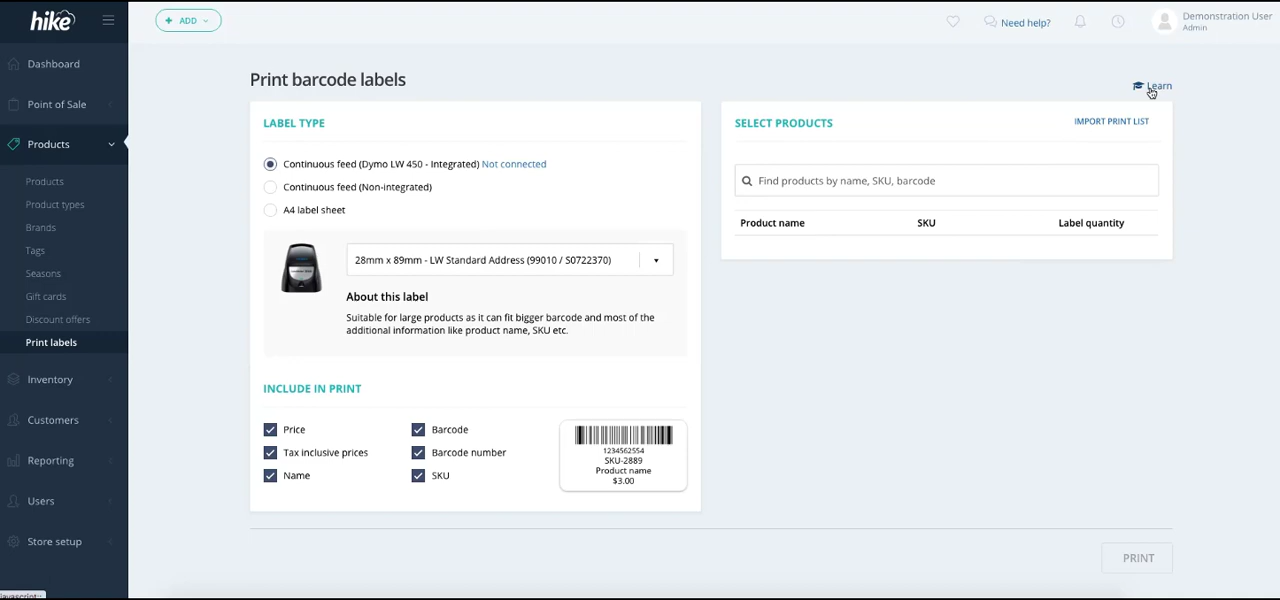 hike
ADD
Need help?
Demonstration User
Admin
Dashboard
Point of Sale
Products
Products
Product types
Brands
Tags
Seasons
Gift cards
Discount offers
Print labels
Inventory
Customers
Reporting
Users
Store setup
Print barcode labels
Learn
LABEL TYPE
Continuous feed (Dymo LW 450 - Integrated) Not connected
Continuous feed (Non-integrated)
A4 label sheet
28mm x 89mm - LW Standard Address (99010 / S0722370)
About this label
Suitable for large products as it can fit bigger barcode and most of the
additional information like product name, SKU etc.
INCLUDE IN PRINT
Price
Barcode
Tax inclusive prices
Barcode number
Name
SKU
1234562554
SKU-2889
Product name
$3.00
SELECT PRODUCTS
IMPORT PRINT LIST
Find products by name, SKU, barcode
Product name SKU Label quantity
PRINT